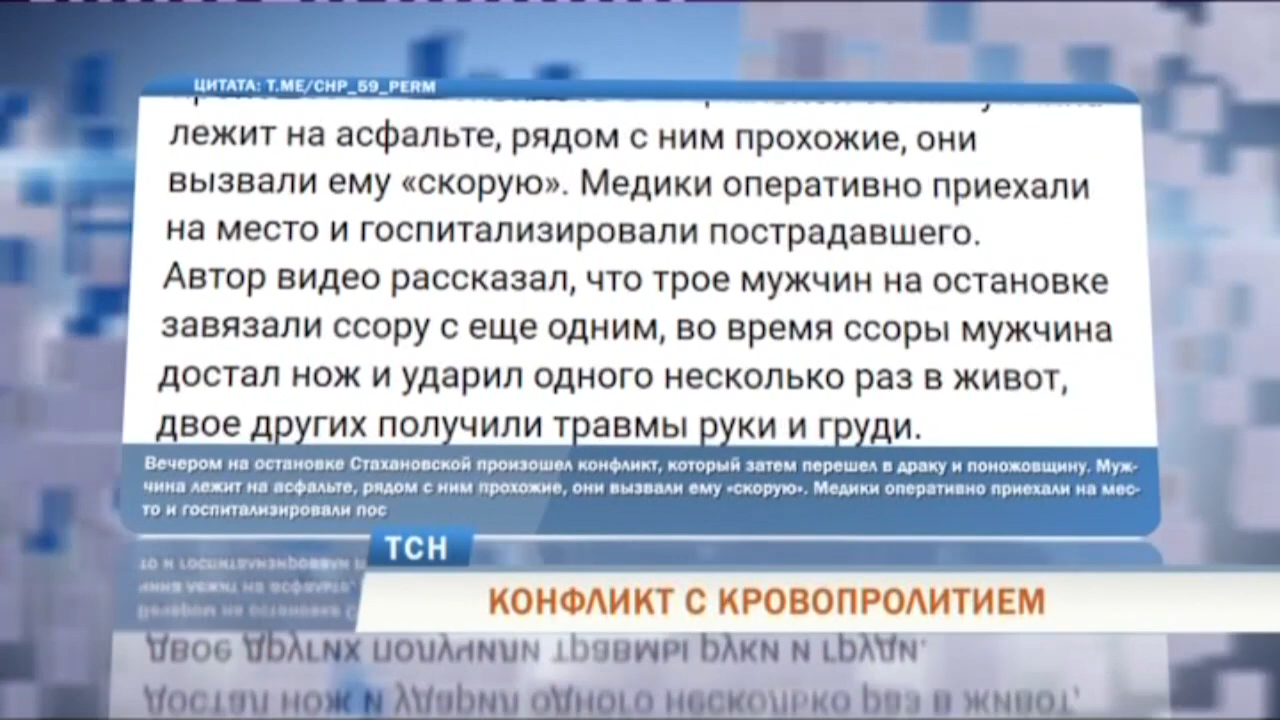 ЦИТАТА: T.ME/CHP_59_PERM
лежит на асфальте, рядом с ним прохожие, они
вызвали ему «скорую». Медики оперативно приехали
на место и госпитализировали пострадавшего.
Автор видео рассказал, что трое мужчин на остановке
завязали ссору с еще одним, во время ссоры мужчина
достал нож и ударил одного несколько раз в живот,
двое других получили травмы руки и груди.
Вечером на остановке Стахановской произошел конфликт, который затем перешел в драку и поножовщину. Муж-
чина лежит на асфальте, рядом с ним прохожие, они вызвали ему «скорую». Медики оперативно приехали на мес-
то и госпитализировали пос
ТСН
КОНФЛИКТ С КРОВОПРОЛИТИЕМ